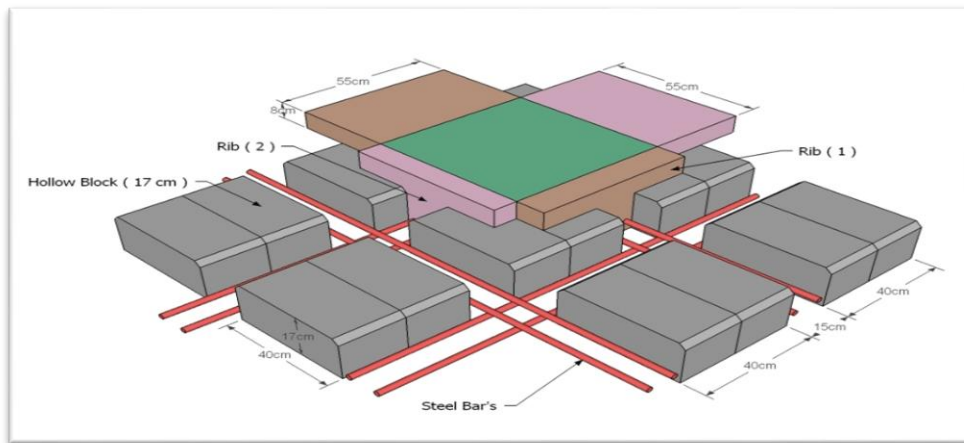 55cm
55cm
8cm
Rib ( 2 )
Rib ( 1 )
Hollow Block ( 17 cm )
17cm
40cm
40cm
15cm
40cm
Steel Bar's